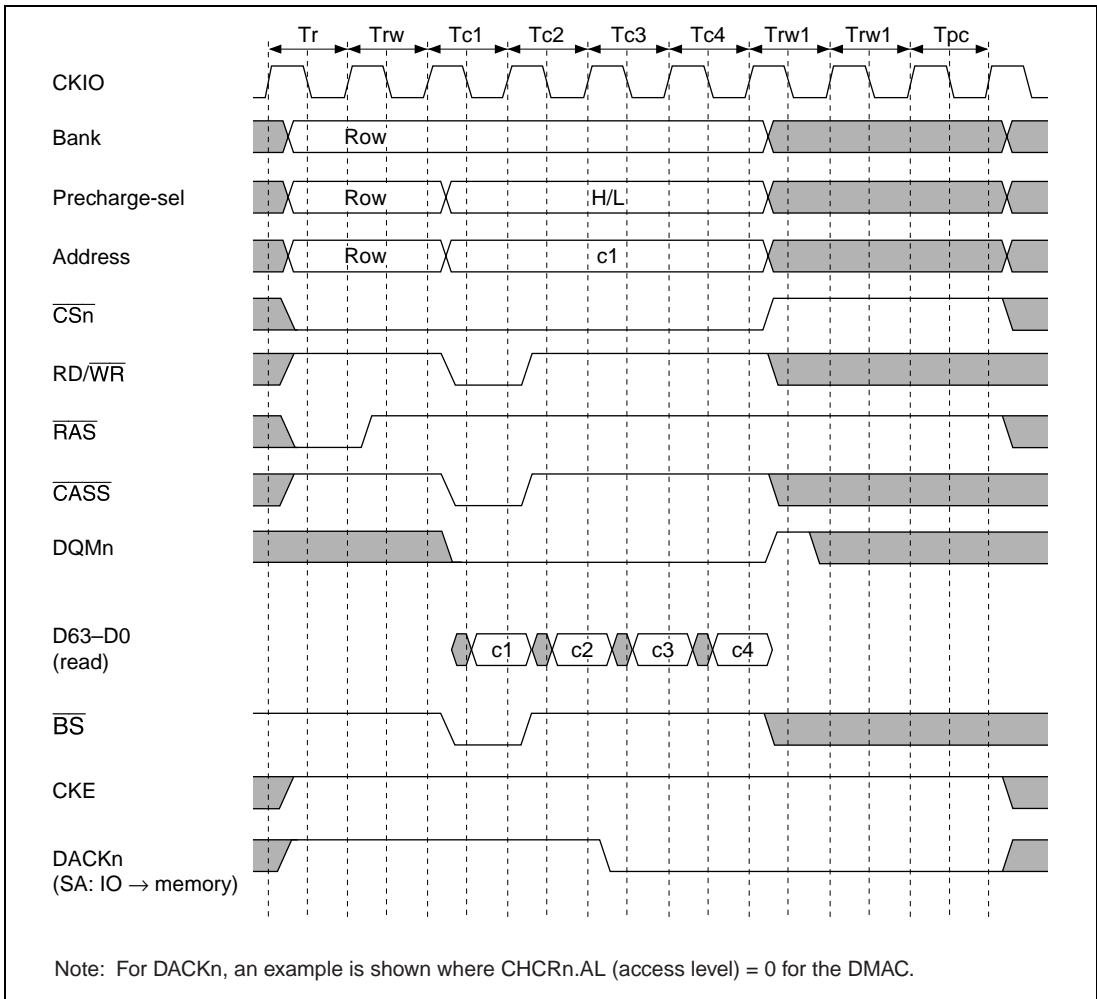 Tr Trw Tc1 Tc2 Tc3 Tc4 Trw1 Trw1 Tpc
CKIO
Bank Row
Precharge-sel Row H/L
Address Row c1
CSn
RD/WR
RAS
CASS
DQMn
D63–D0
(read) c1 c2 c3 c4
BS
CKE
DACKn
(SA: IO → memory)
Note: For DACKn, an example is shown where CHCRn.AL (access level) = 0 for the DMAC.